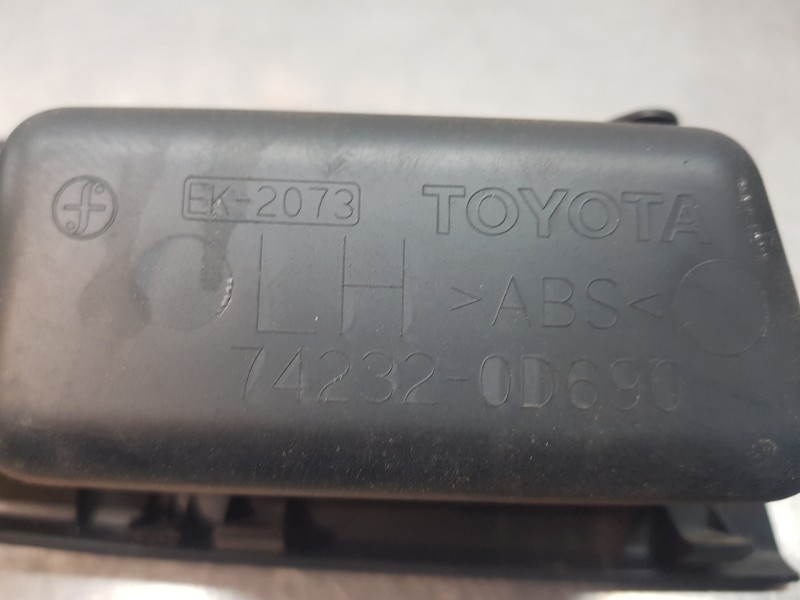 f EK-2073 TOYOTA
LH >ABS<
74232-0D690